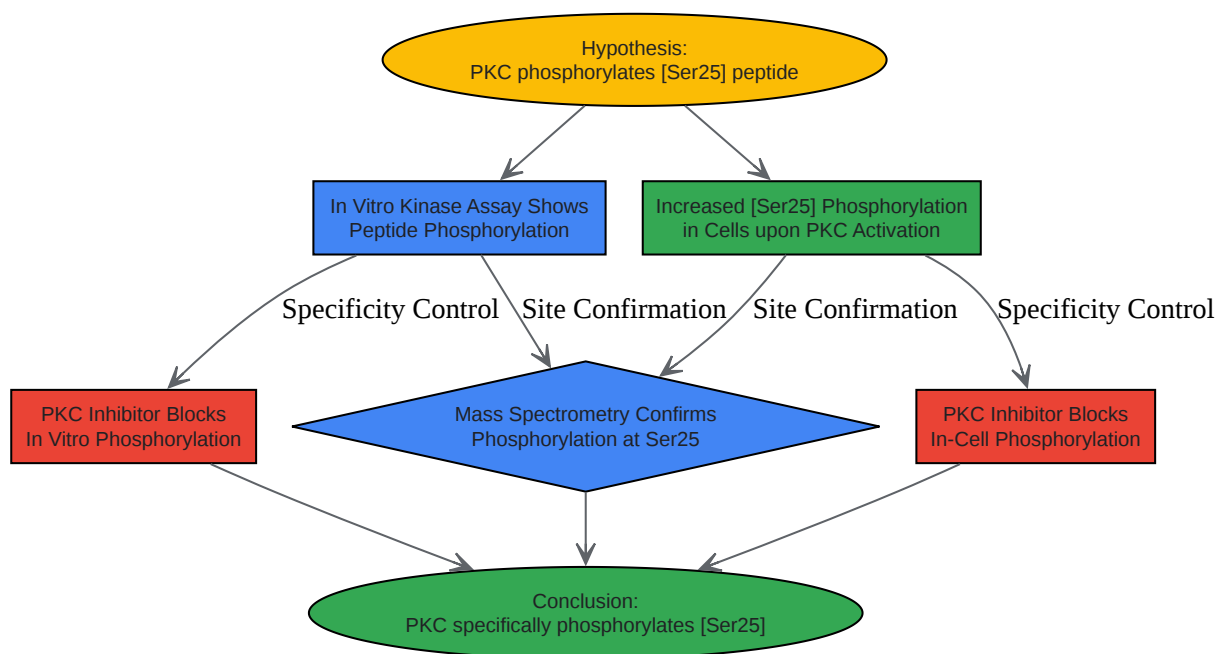 Hypothesis:
PKC phosphorylates [Ser25] peptide
In Vitro Kinase Assay Shows
Peptide Phosphorylation
Increased [Ser25] Phosphorylation
in Cells upon PKC Activation
Specificity Control
Site Confirmation
Site Confirmation
Specificity Control
PKC Inhibitor Blocks
In Vitro Phosphorylation
Mass Spectrometry Confirms
Phosphorylation at Ser25
PKC Inhibitor Blocks
In-Cell Phosphorylation
Conclusion:
PKC specifically phosphorylates [Ser25]